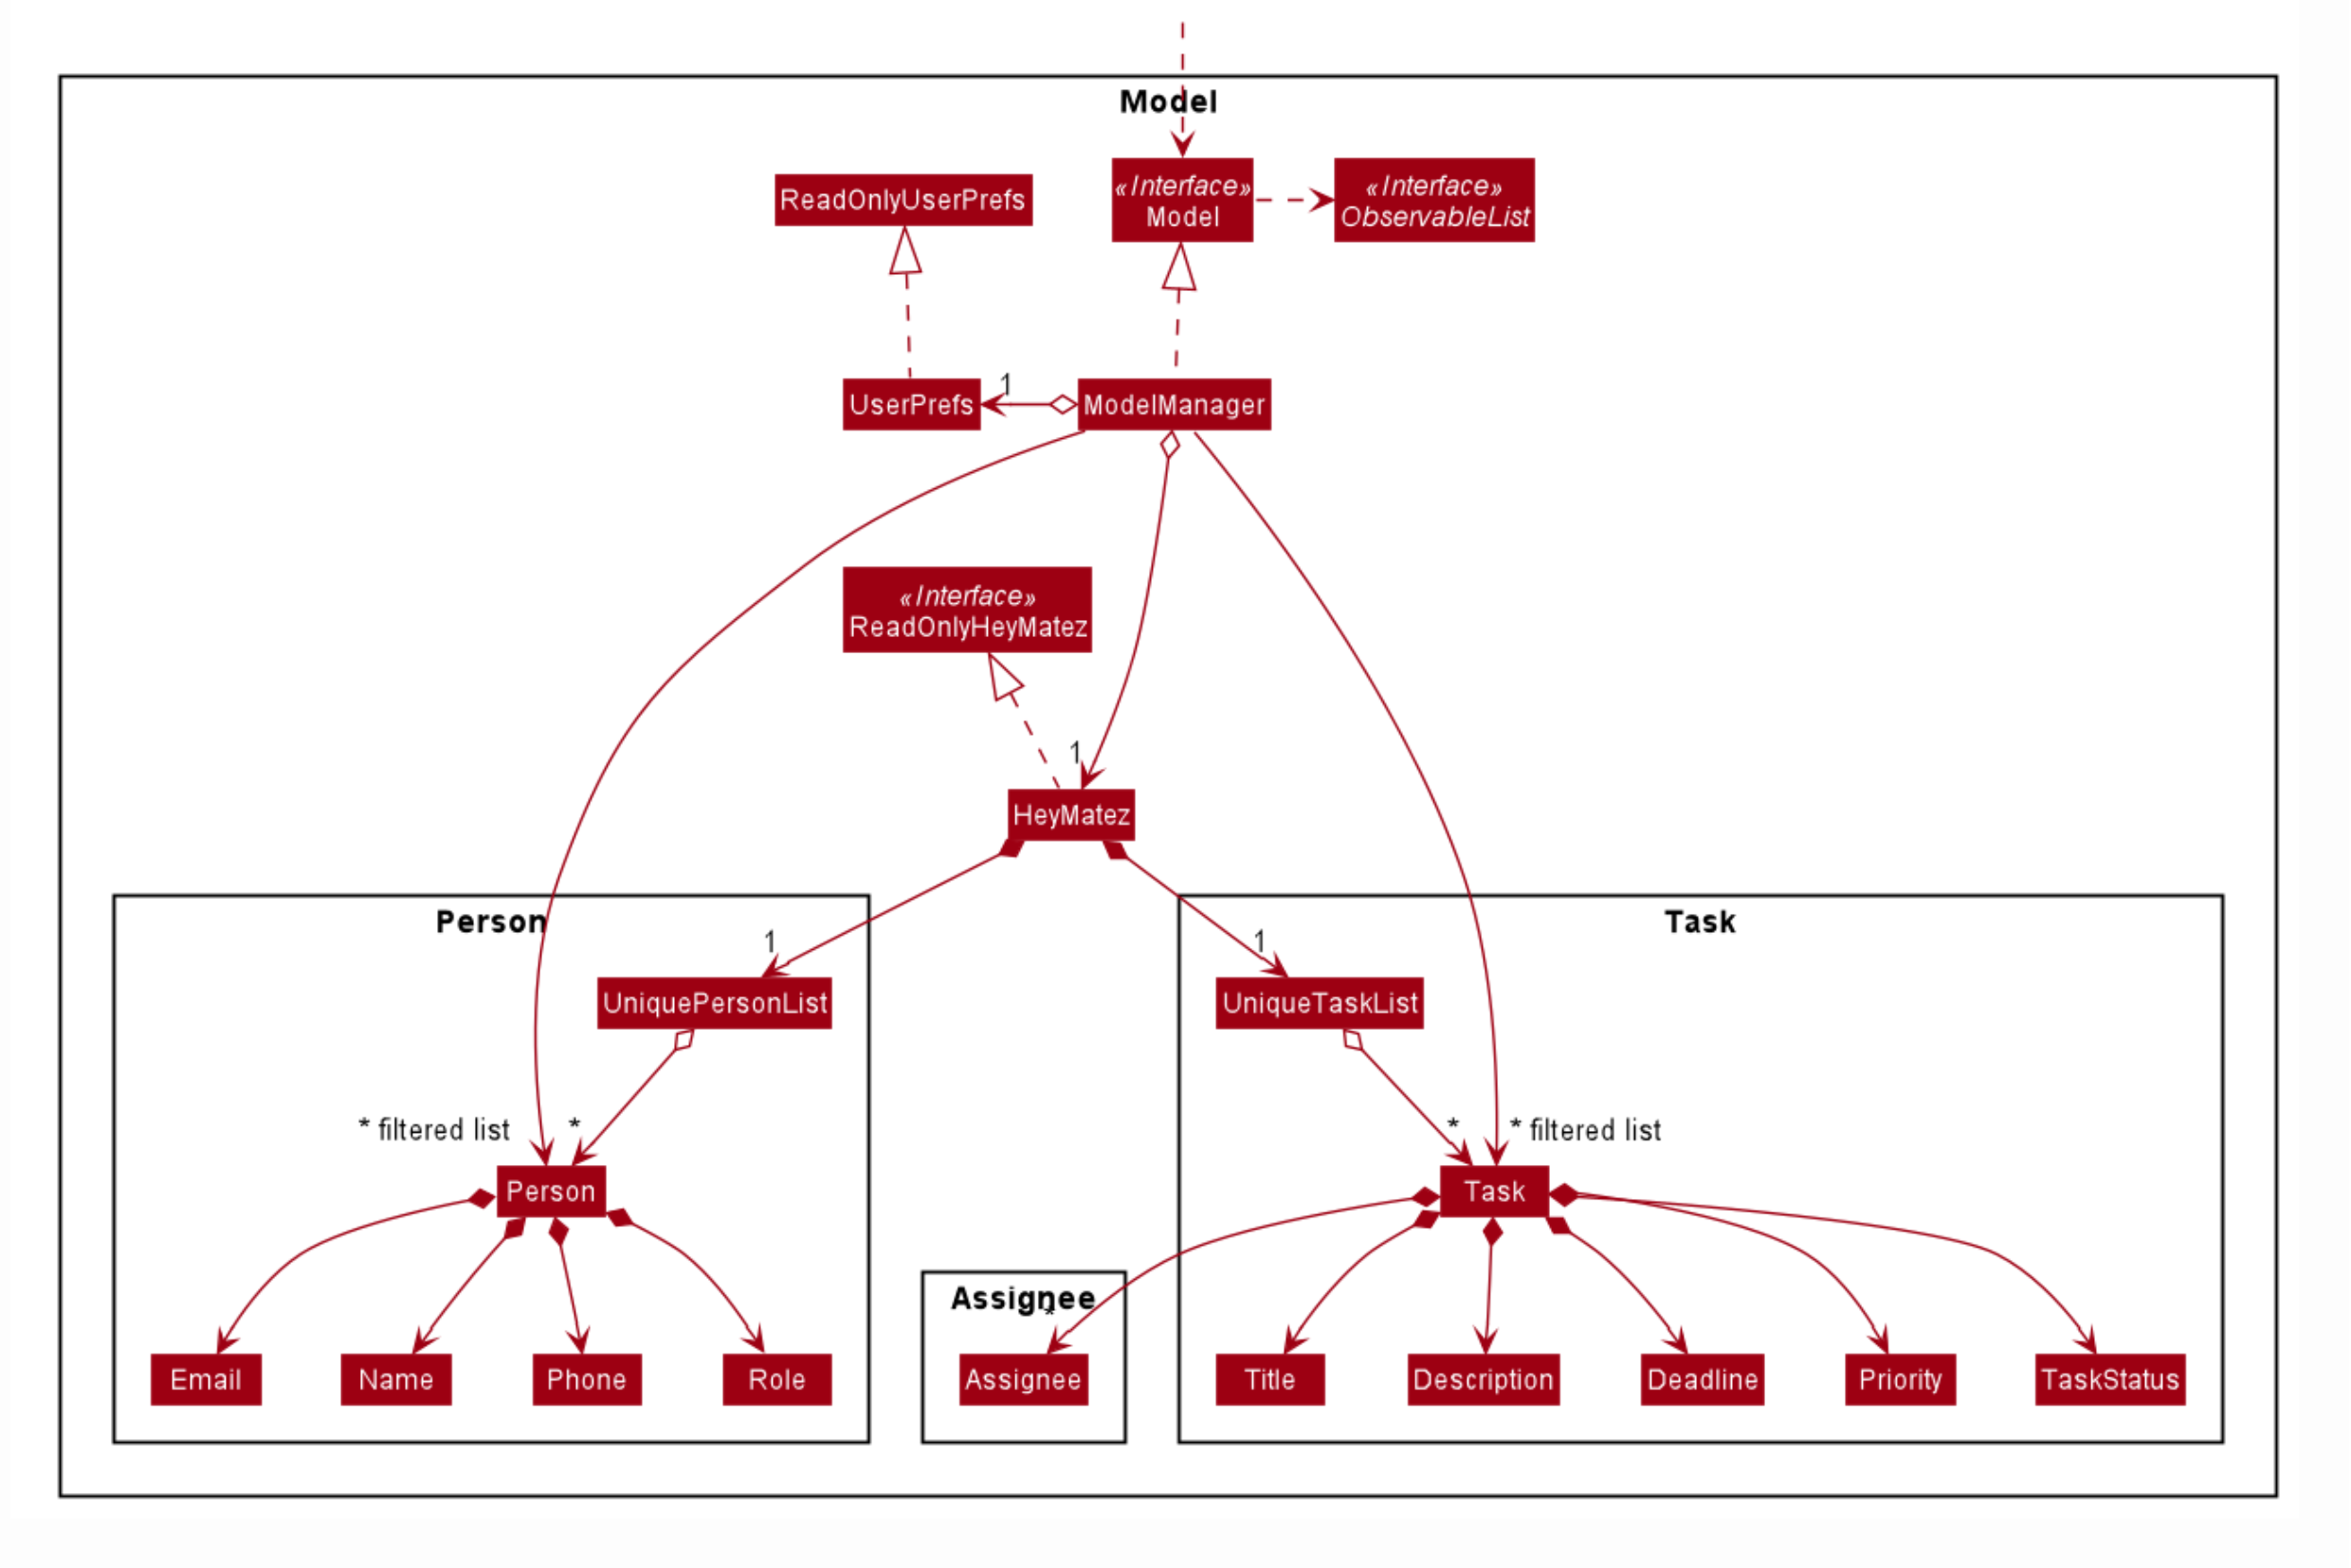 Model
ReadOnlyUserPrefs
«Interface»
Model
«Interface»
ObservableList
UserPrefs
1
ModelManager
«Interface»
ReadOnlyHeyMatez
1
HeyMatez
Person
Task
1
1
UniquePersonList
UniqueTaskList
* filtered list
*
*
* filtered list
Person
Task
Assignee
*
Email
Name
Phone
Role
Assignee
Title
Description
Deadline
Priority
TaskStatus